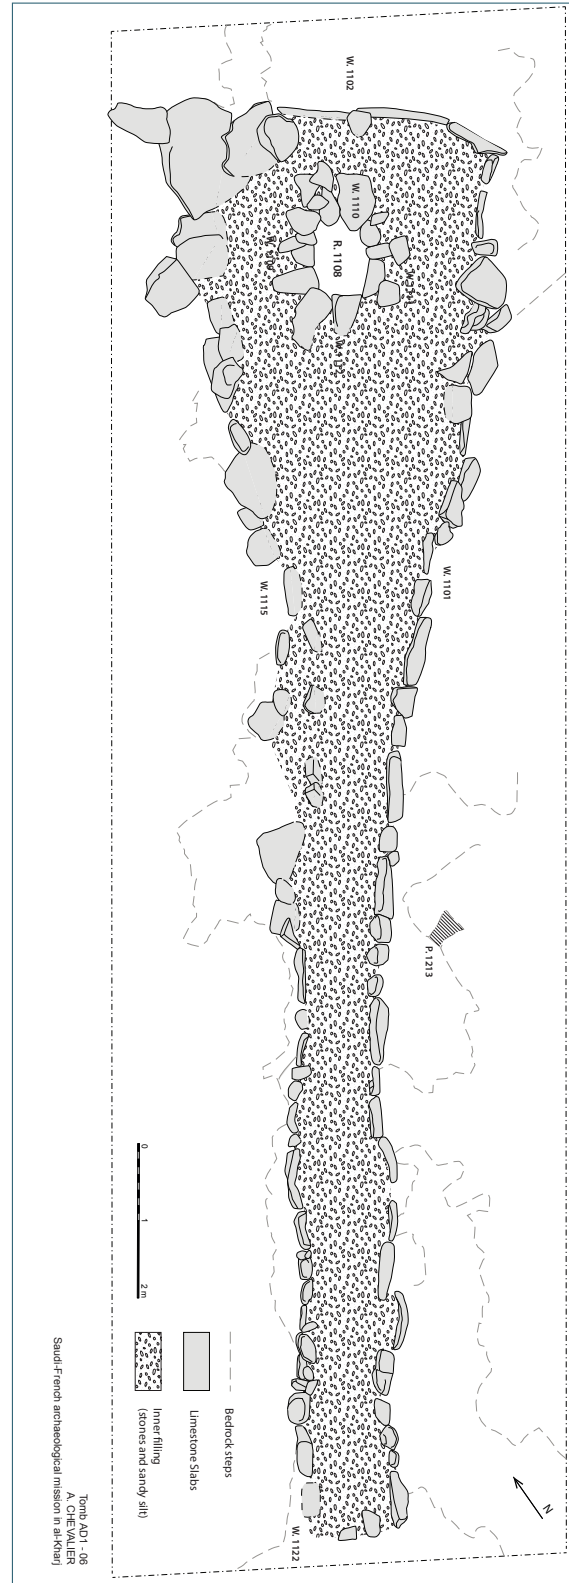 W. 1102
W. 1110
R. 1108
W. 1101
W. 1115
P. 1213
0
1
2 m
Bedrock steps
Limestone Slabs
Inner filling
(stones and sandy silt)
N
W. 1122
Tomb AD1 - 06
A. CHEVALIER
Saudi-French archaeological mission in al-Kharj